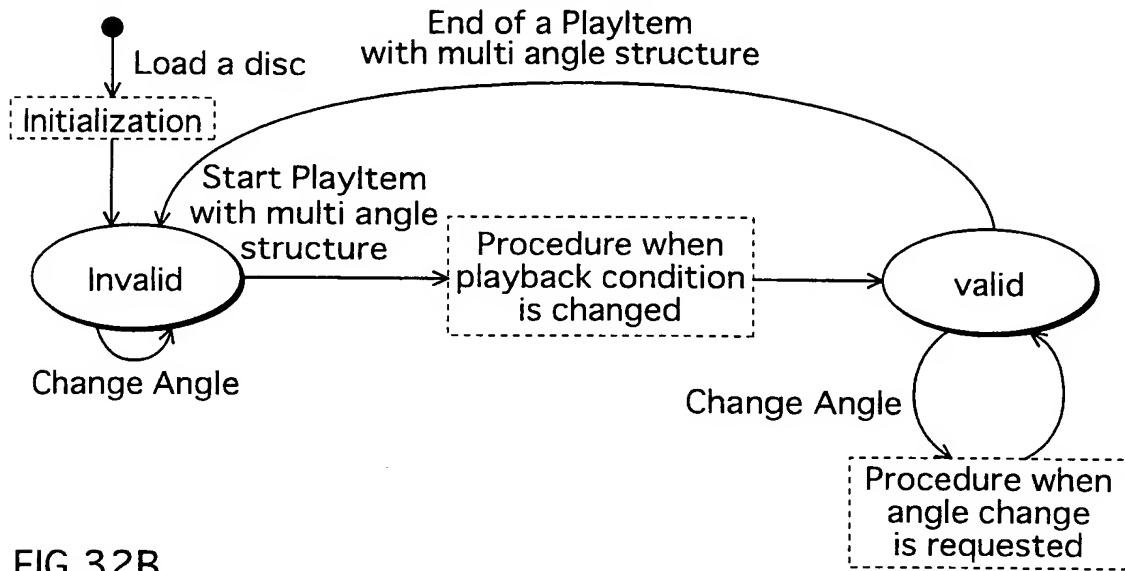 End of a PlayItem
with multi angle structure
Load a disc
Initialization
Start PlayItem
with multi angle
structure
Procedure when
playback condition
is changed
Invalid
valid
Change Angle
Change Angle
Procedure when
angle change
is requested
FIG.32B